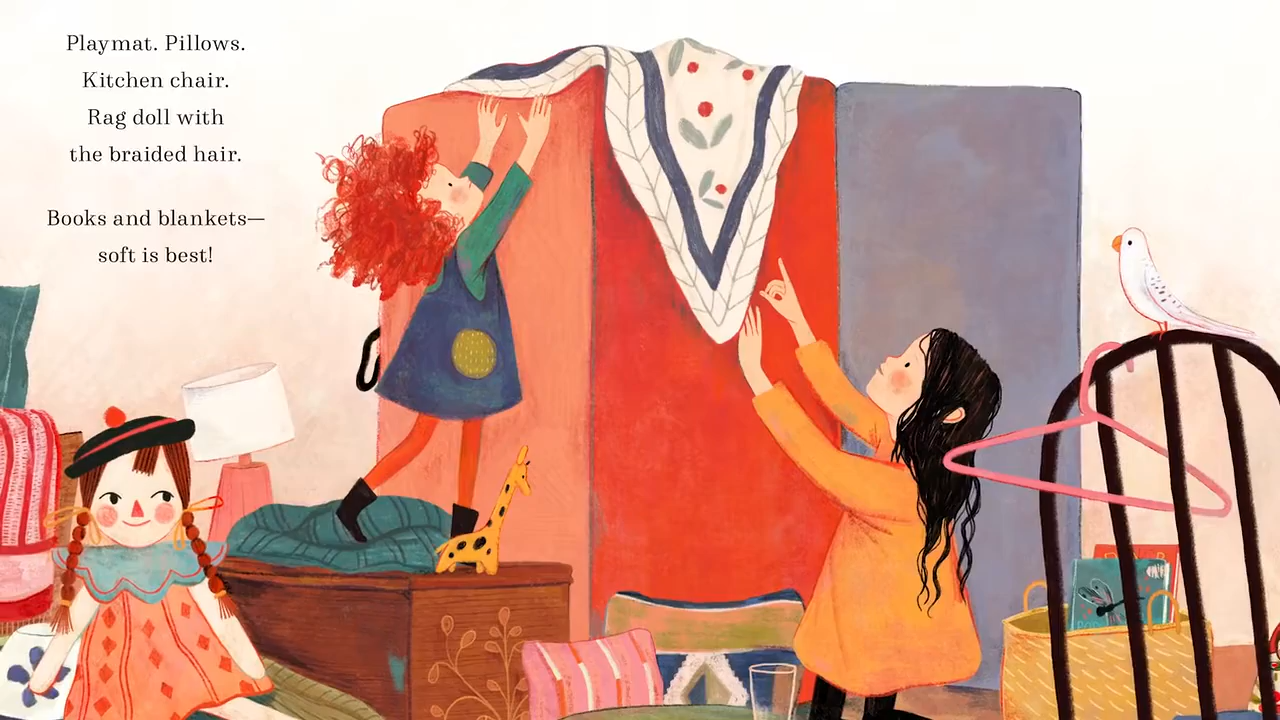 Playmat. Pillows.
Kitchen chair.
Rag doll with
the braided hair.
Books and blankets—
soft is best!